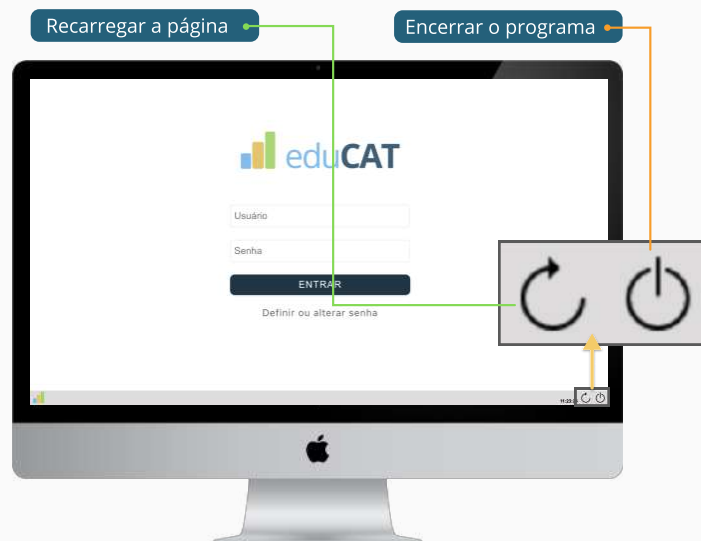 Recarregar a página
Encerrar o programa
eduCAT
Usuário
Senha
ENTRAR
Definir ou alterar senha